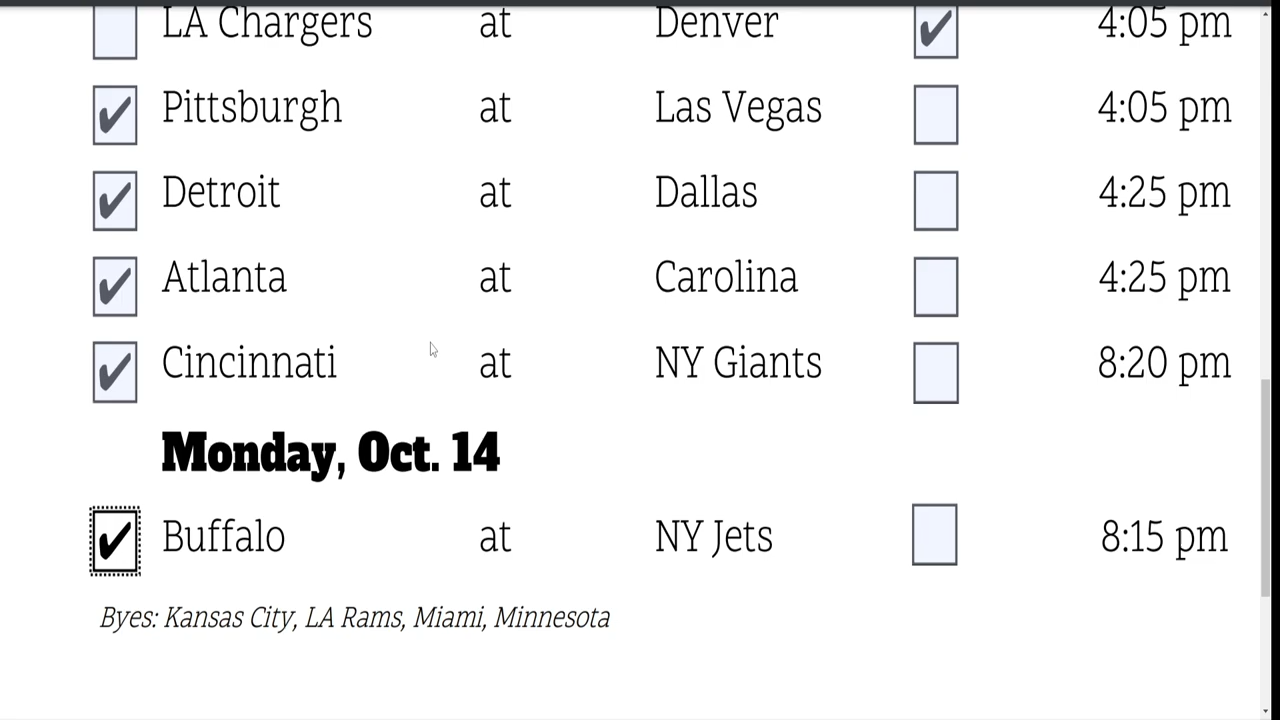 LA Chargers at Denver 4:05 pm
Pittsburgh at Las Vegas 4:05 pm
Detroit at Dallas 4:25 pm
Atlanta at Carolina 4:25 pm
Cincinnati at NY Giants 8:20 pm
Monday, Oct. 14
Buffalo at NY Jets 8:15 pm
Byes: Kansas City, LA Rams, Miami, Minnesota